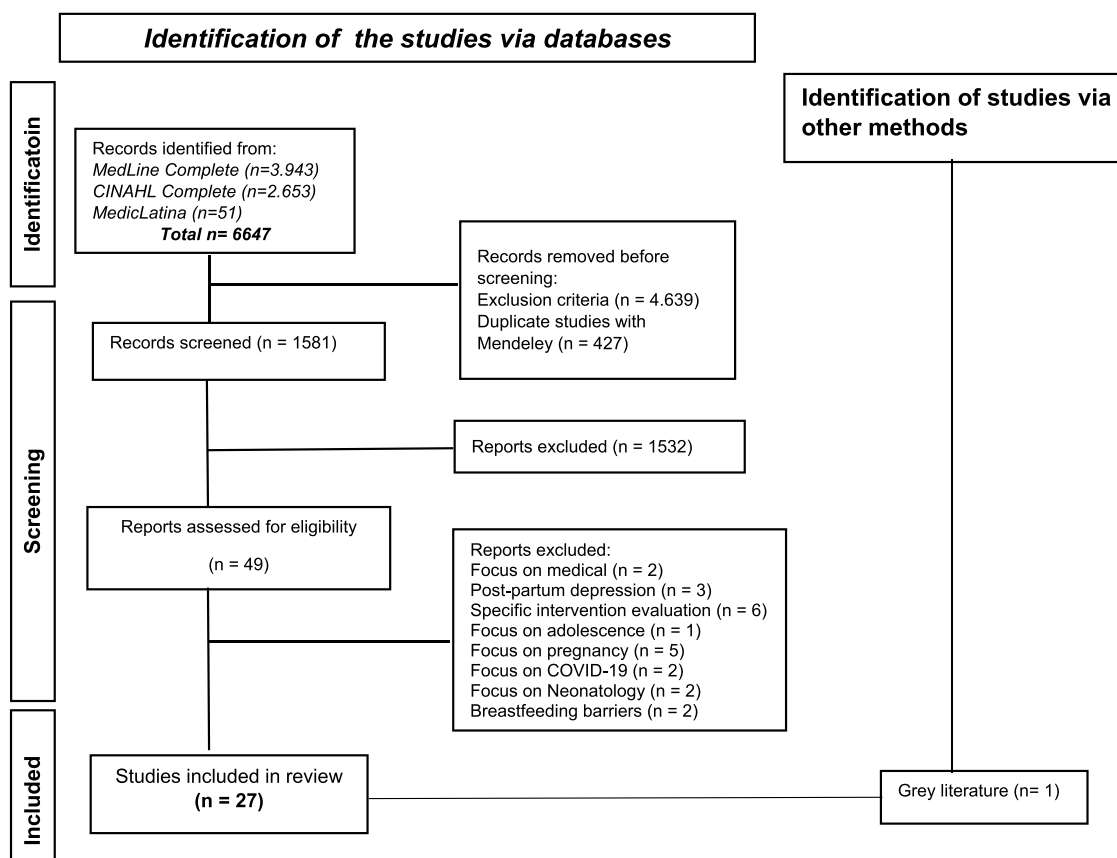 Identification of the studies via databases
Identification of studies via
other methods
Identificatoin
Records identified from:
MedLine Complete (n=3.943)
CINAHL Complete (n=2.653)
MedicLatina (n=51)
Total n= 6647
Records removed before
screening:
Exclusion criteria (n = 4.639)
Duplicate studies with
Mendeley (n = 427)
Screening
Records screened (n = 1581)
Reports excluded (n = 1532)
Reports assessed for eligibility
(n = 49)
Reports excluded:
Focus on medical (n = 2)
Post-partum depression (n = 3)
Specific intervention evaluation (n = 6)
Focus on adolescence (n = 1)
Focus on pregnancy (n = 5)
Focus on COVID-19 (n = 2)
Focus on Neonatology (n = 2)
Breastfeeding barriers (n = 2)
Included
Studies included in review
(n = 27)
Grey literature (n= 1)